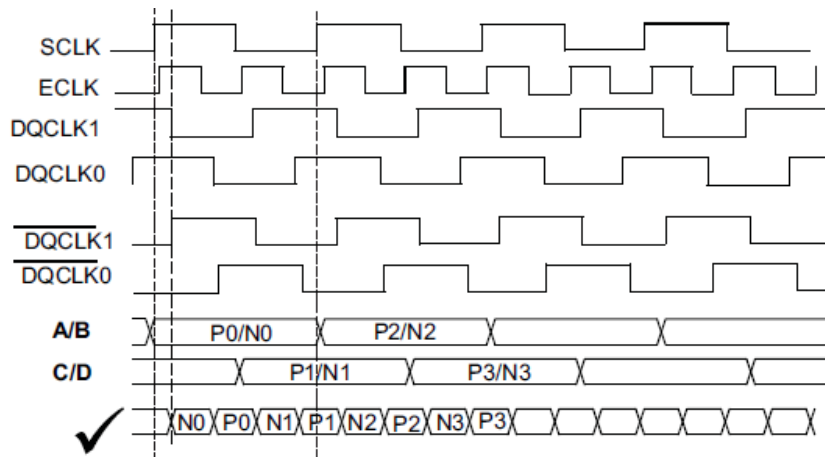 SCLK
ECLK
DQCLK1
DQCLK0
DQCLK1
DQCLK0
A/B P0/N0 P2/N2
C/D P1/N1 P3/N3
N0 P0 N1 P1 N2 P2 N3 P3